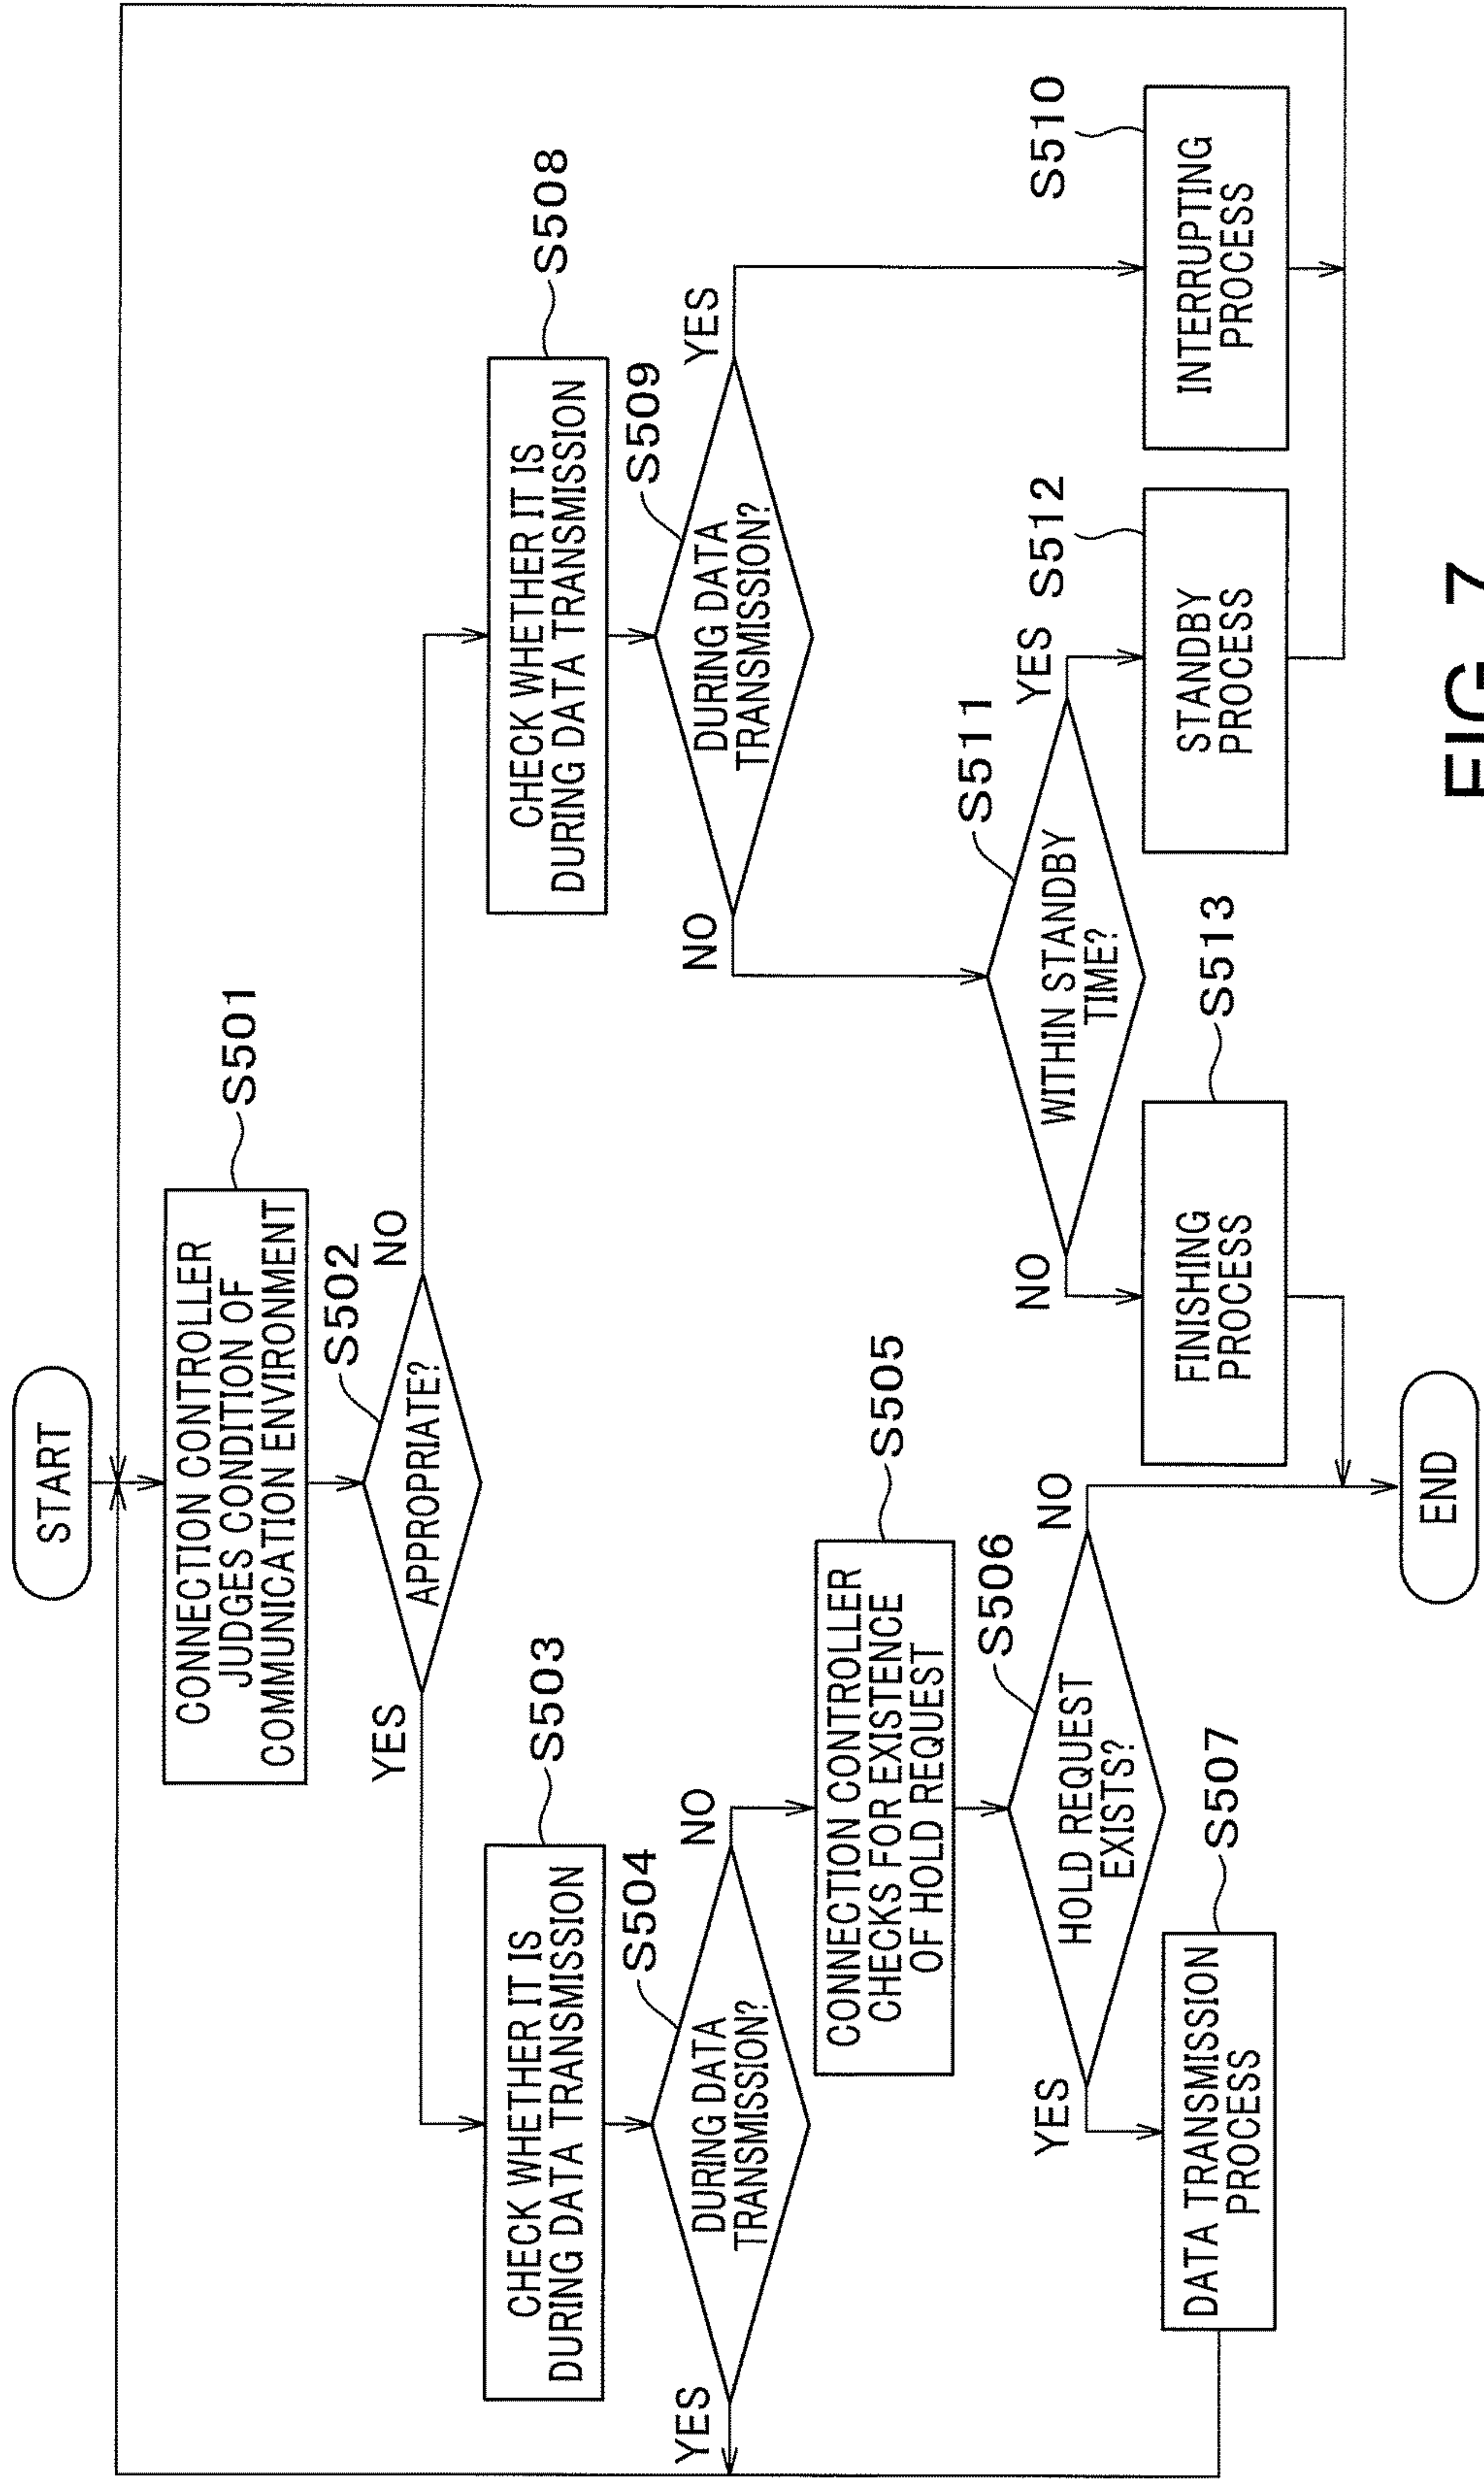 START
CONNECTION CONTROLLER
JUDGES CONDITION OF
COMMUNICATION ENVIRONMENT
S501
APPROPRIATE?
S502
YES
NO
CHECK WHETHER IT IS
DURING DATA TRANSMISSION
S503
DURING DATA
TRANSMISSION?
S504
YES
NO
CONNECTION CONTROLLER
CHECKS FOR EXISTENCE
OF HOLD REQUEST
S505
HOLD REQUEST
EXISTS?
S506
YES
NO
DATA TRANSMISSION
PROCESS
S507
CHECK WHETHER IT IS
DURING DATA TRANSMISSION
S508
DURING DATA
TRANSMISSION?
S509
NO
YES
WITHIN STANDBY
TIME?
S511
NO
YES
FINISHING
PROCESS
S513
STANDBY
PROCESS
S512
INTERRUPTING
PROCESS
S510
END
FIG. 7